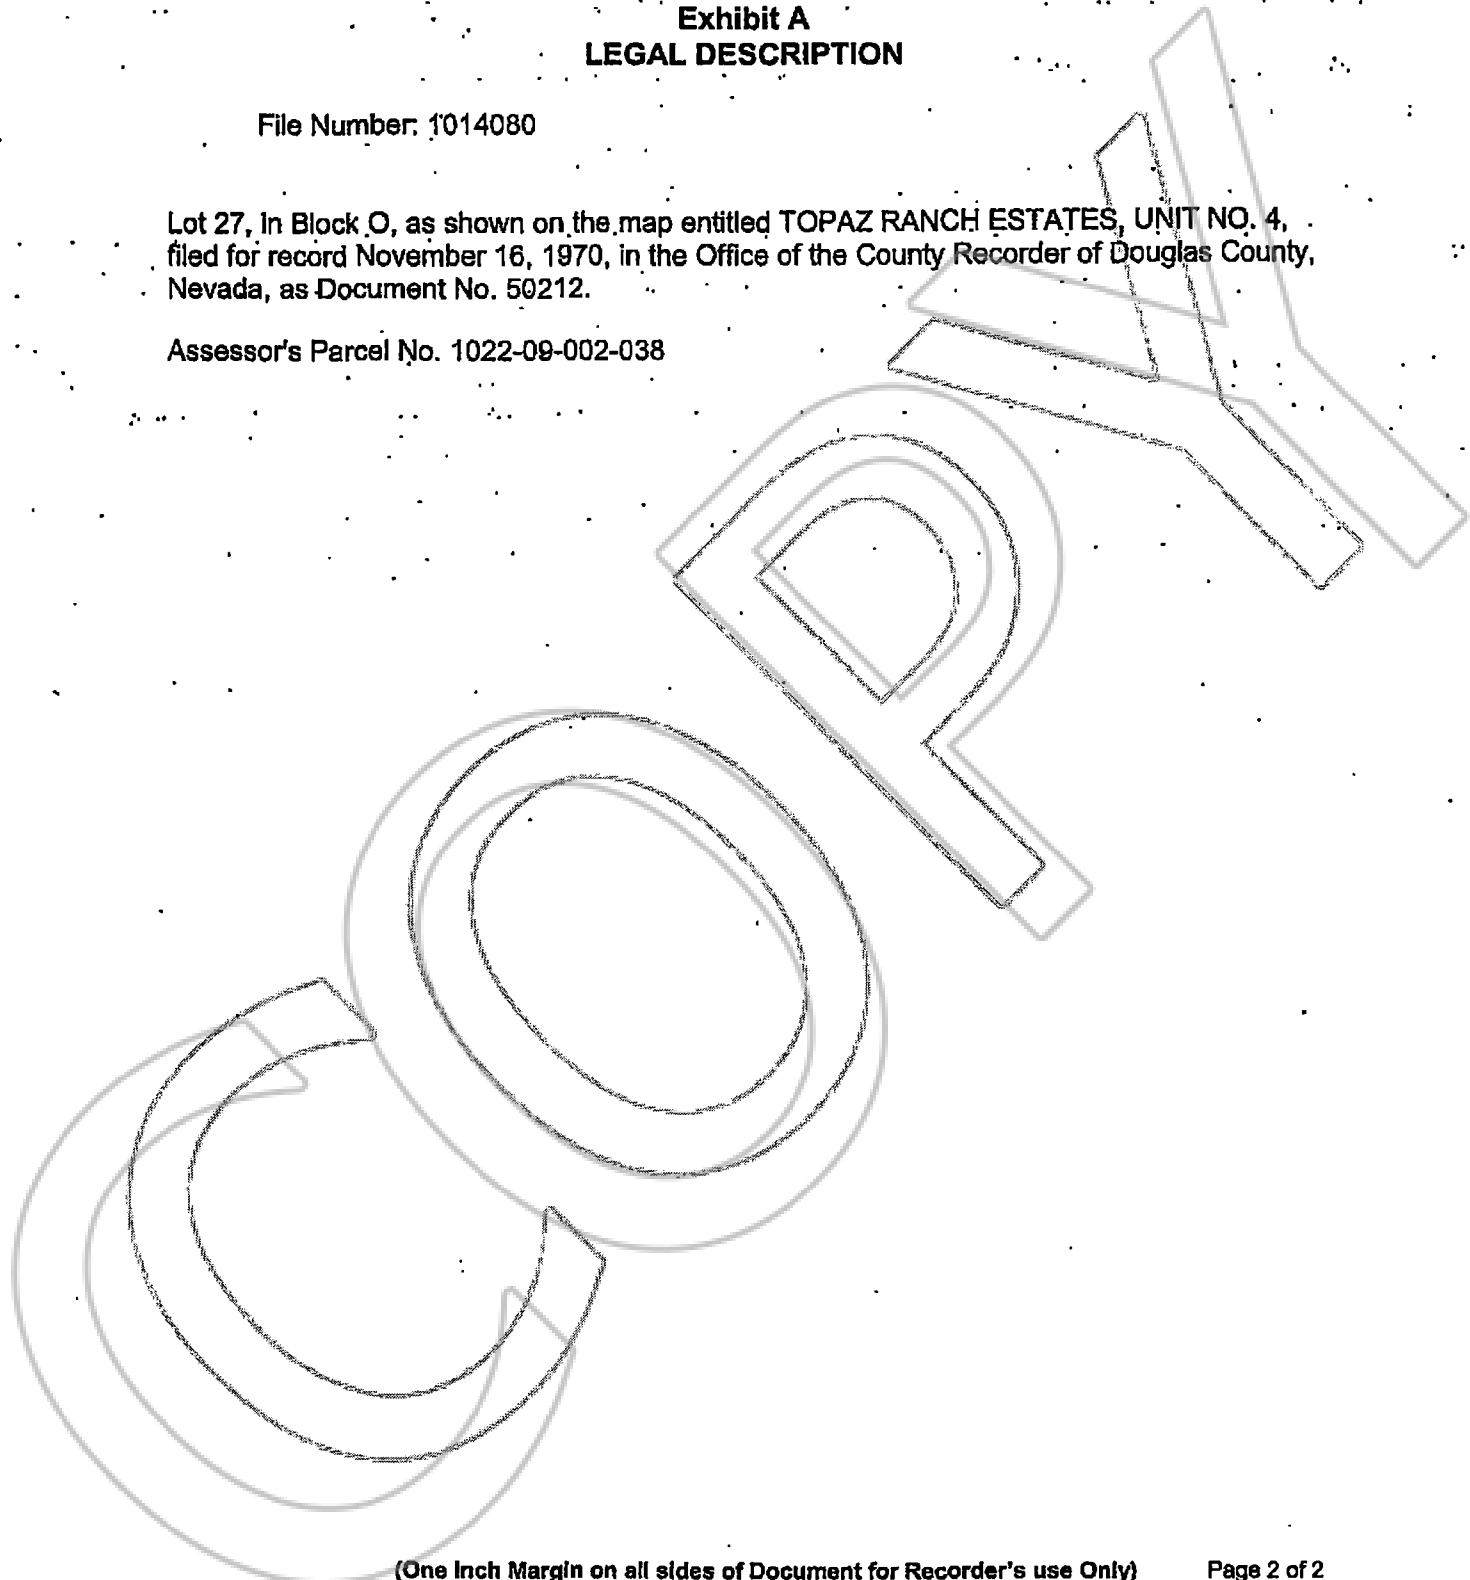 Exhibit A
LEGAL DESCRIPTION
File Number: 1014080
Lot 27, in Block O, as shown on the map entitled TOPAZ RANCH ESTATES, UNIT NO. 4,
filed for record November 16, 1970, in the Office of the County Recorder of Douglas County,
Nevada, as Document No. 50212.
Assessor's Parcel No. 1022-09-002-038
COPY
COPY
(One Inch Margin on all sides of Document for Recorder's use Only) Page 2 of 2